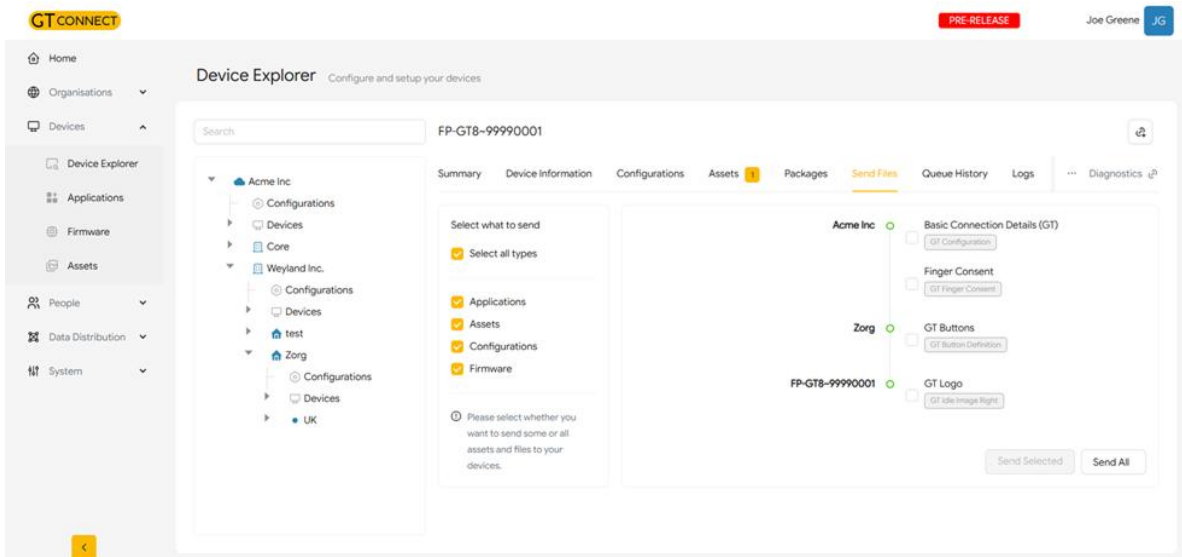 GT CONNECT
PRE-RELEASE
Joe Greene
JG
Home
Organisations
Devices
Device Explorer
Applications
Firmware
Assets
People
Data Distribution
System
Device Explorer Configure and setup your devices
Search
Acme Inc
Configurations
Devices
Core
Weyland Inc.
Configurations
Devices
test
Zorg
Configurations
Devices
UK
FP-GT8-99990001
Summary Device Information Configurations Assets 1 Packages Send Files Queue History Logs ... Diagnostics
Select what to send
Select all types
Applications
Assets
Configurations
Firmware
Please select whether you
want to send some or all
assets and files to your
devices.
Acme Inc
Basic Connection Details (GT)
GT Configuration
Finger Consent
GT Finger Consent
Zorg
GT Buttons
GT Button Definition
FP-GT8-99990001
GT Logo
GT Idle Image Right
Send Selected
Send All